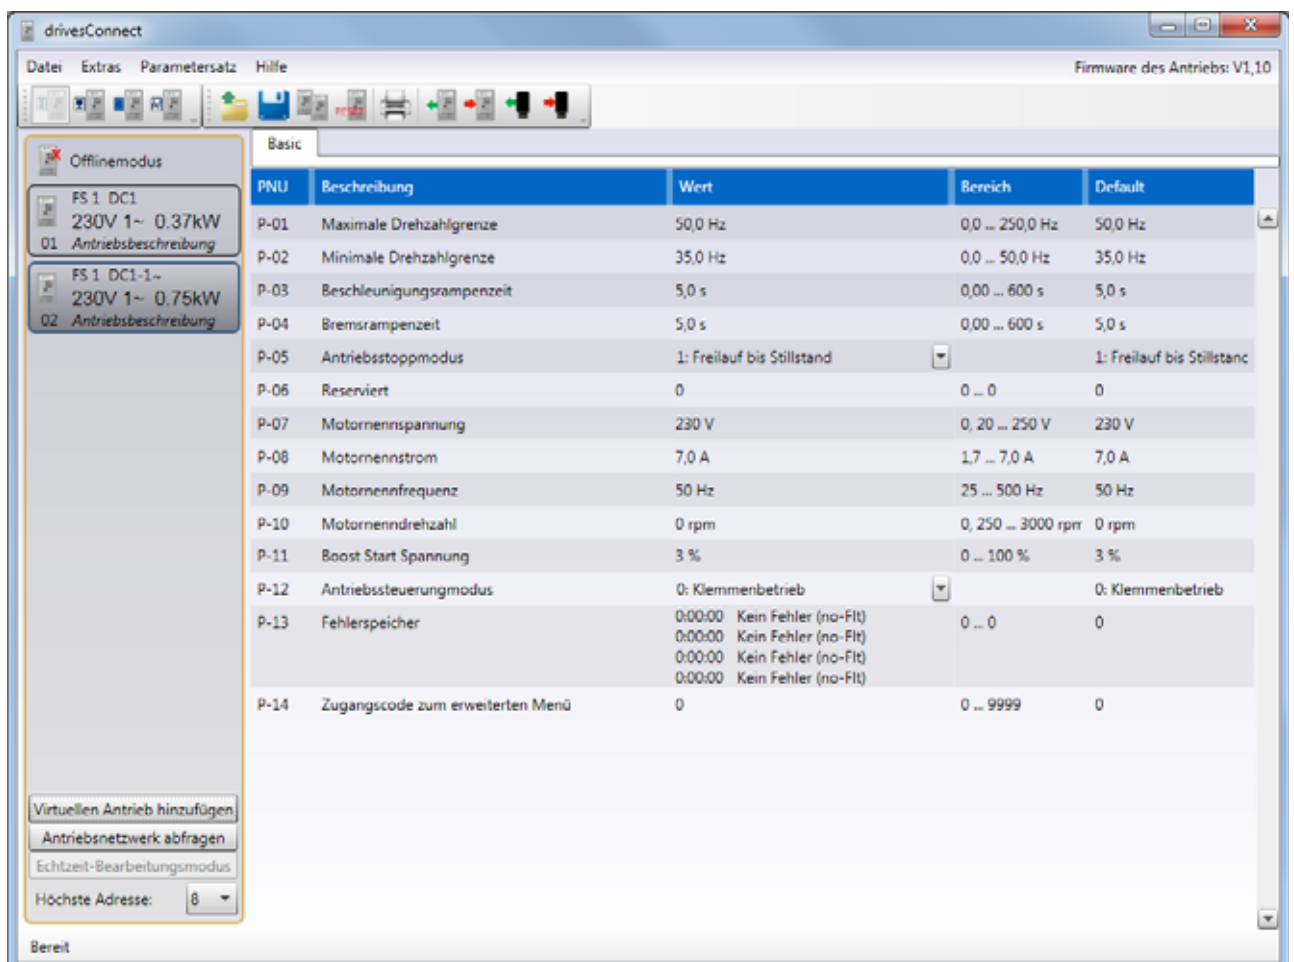 drivesConnect
Datei Extras Parametersatz Hilfe Firmware des Antriebs: V1,10
Offlinemodus
FS 1 DC1
230V 1~ 0.37kW
01 Antriebsbeschreibung
FS 1 DC1-1~
230V 1~ 0.75kW
02 Antriebsbeschreibung
Virtuellen Antrieb hinzufügen
Antriebsnetzwerk abfragen
Echtzeit-Bearbeitungsmodus
Höchste Adresse: 8
Basic
PNU Beschreibung Wert Bereich Default
P-01 Maximale Drehzahlgrenze 50,0 Hz 0,0 ... 250,0 Hz 50,0 Hz
P-02 Minimale Drehzahlgrenze 35,0 Hz 0,0 ... 50,0 Hz 35,0 Hz
P-03 Beschleunigungsrampenzeit 5,0 s 0,00 ... 600 s 5,0 s
P-04 Bremsrampenzeit 5,0 s 0,00 ... 600 s 5,0 s
P-05 Antriebsstoppmodus 1: Freilauf bis Stillstand 1: Freilauf bis Stillstand
P-06 Reserviert 0 0 ... 0 0
P-07 Motornennspannung 230 V 0, 20 ... 250 V 230 V
P-08 Motornennstrom 7,0 A 1,7 ... 7,0 A 7,0 A
P-09 Motornennfrequenz 50 Hz 25 ... 500 Hz 50 Hz
P-10 Motornenndrehzahl 0 rpm 0, 250 ... 3000 rpm 0 rpm
P-11 Boost Start Spannung 3 % 0 ... 100 % 3 %
P-12 Antriebssteuerungmodus 0: Klemmenbetrieb 0: Klemmenbetrieb
P-13 Fehlerspeicher 0:00:00 Kein Fehler (no-Flt) 0 ... 0 0
0:00:00 Kein Fehler (no-Flt)
0:00:00 Kein Fehler (no-Flt)
0:00:00 Kein Fehler (no-Flt)
P-14 Zugangscode zum erweiterten Menü 0 0 ... 9999 0
Bereit